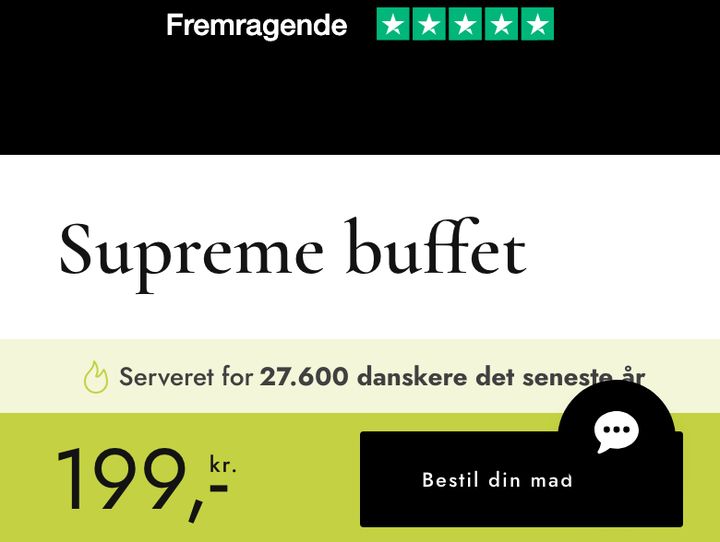 Fremragende
Supreme buffet
Serveret for 27.600 danskere det seneste år
199,- kr.
Bestil din mad